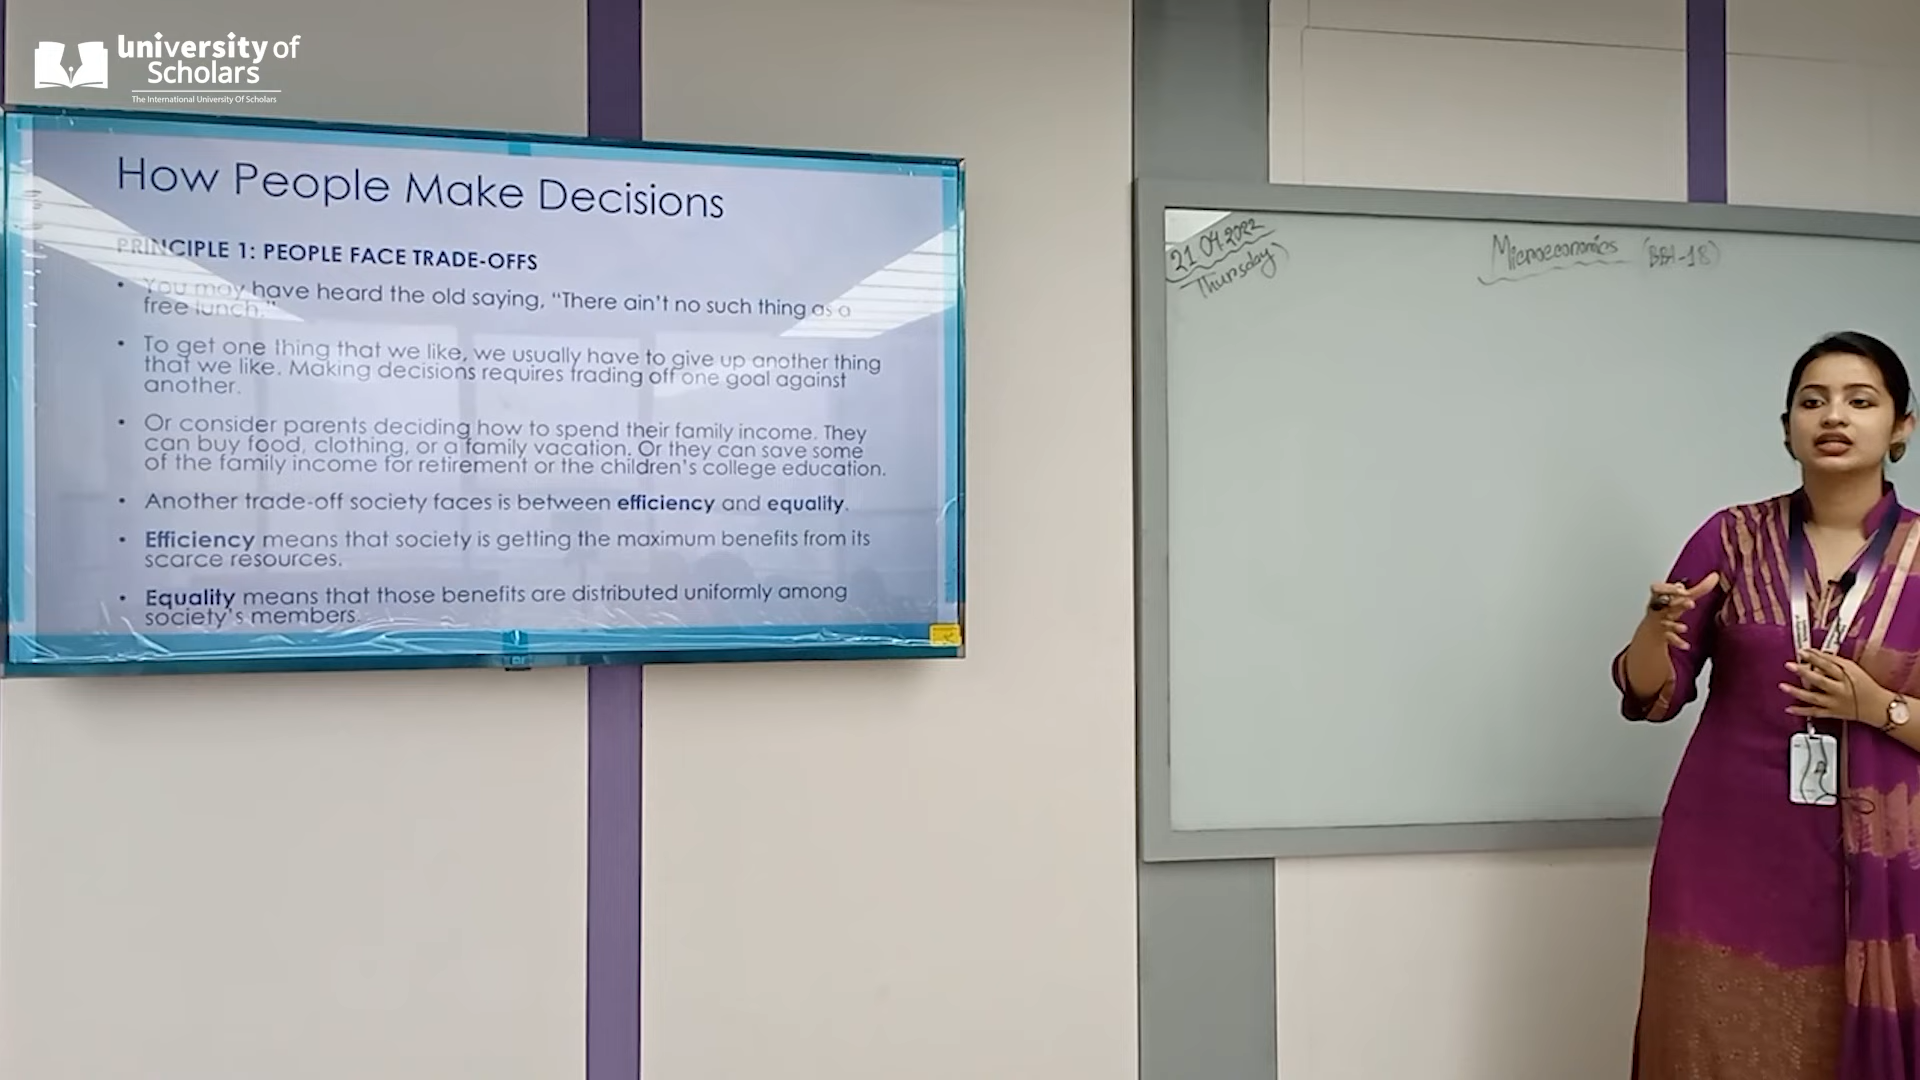 University of
Scholars
The International University Of Scholars
How People Make Decisions
PRINCIPLE 1: PEOPLE FACE TRADE-OFFS
• You may have heard the old saying, “There ain’t no such thing as a
free lunch.”
• To get one thing that we like, we usually have to give up another thing
that we like. Making decisions requires trading off one goal against
another.
• Or consider parents deciding how to spend their family income. They
can buy food, clothing, or a family vacation. Or they can save some
of the family income for retirement or the children’s college education.
• Another trade-off society faces is between efficiency and equality.
• Efficiency means that society is getting the maximum benefits from its
scarce resources.
• Equality means that those benefits are distributed uniformly among
society’s members.
21.04.2022
(Thursday)
Microeconomics (BBA-18)